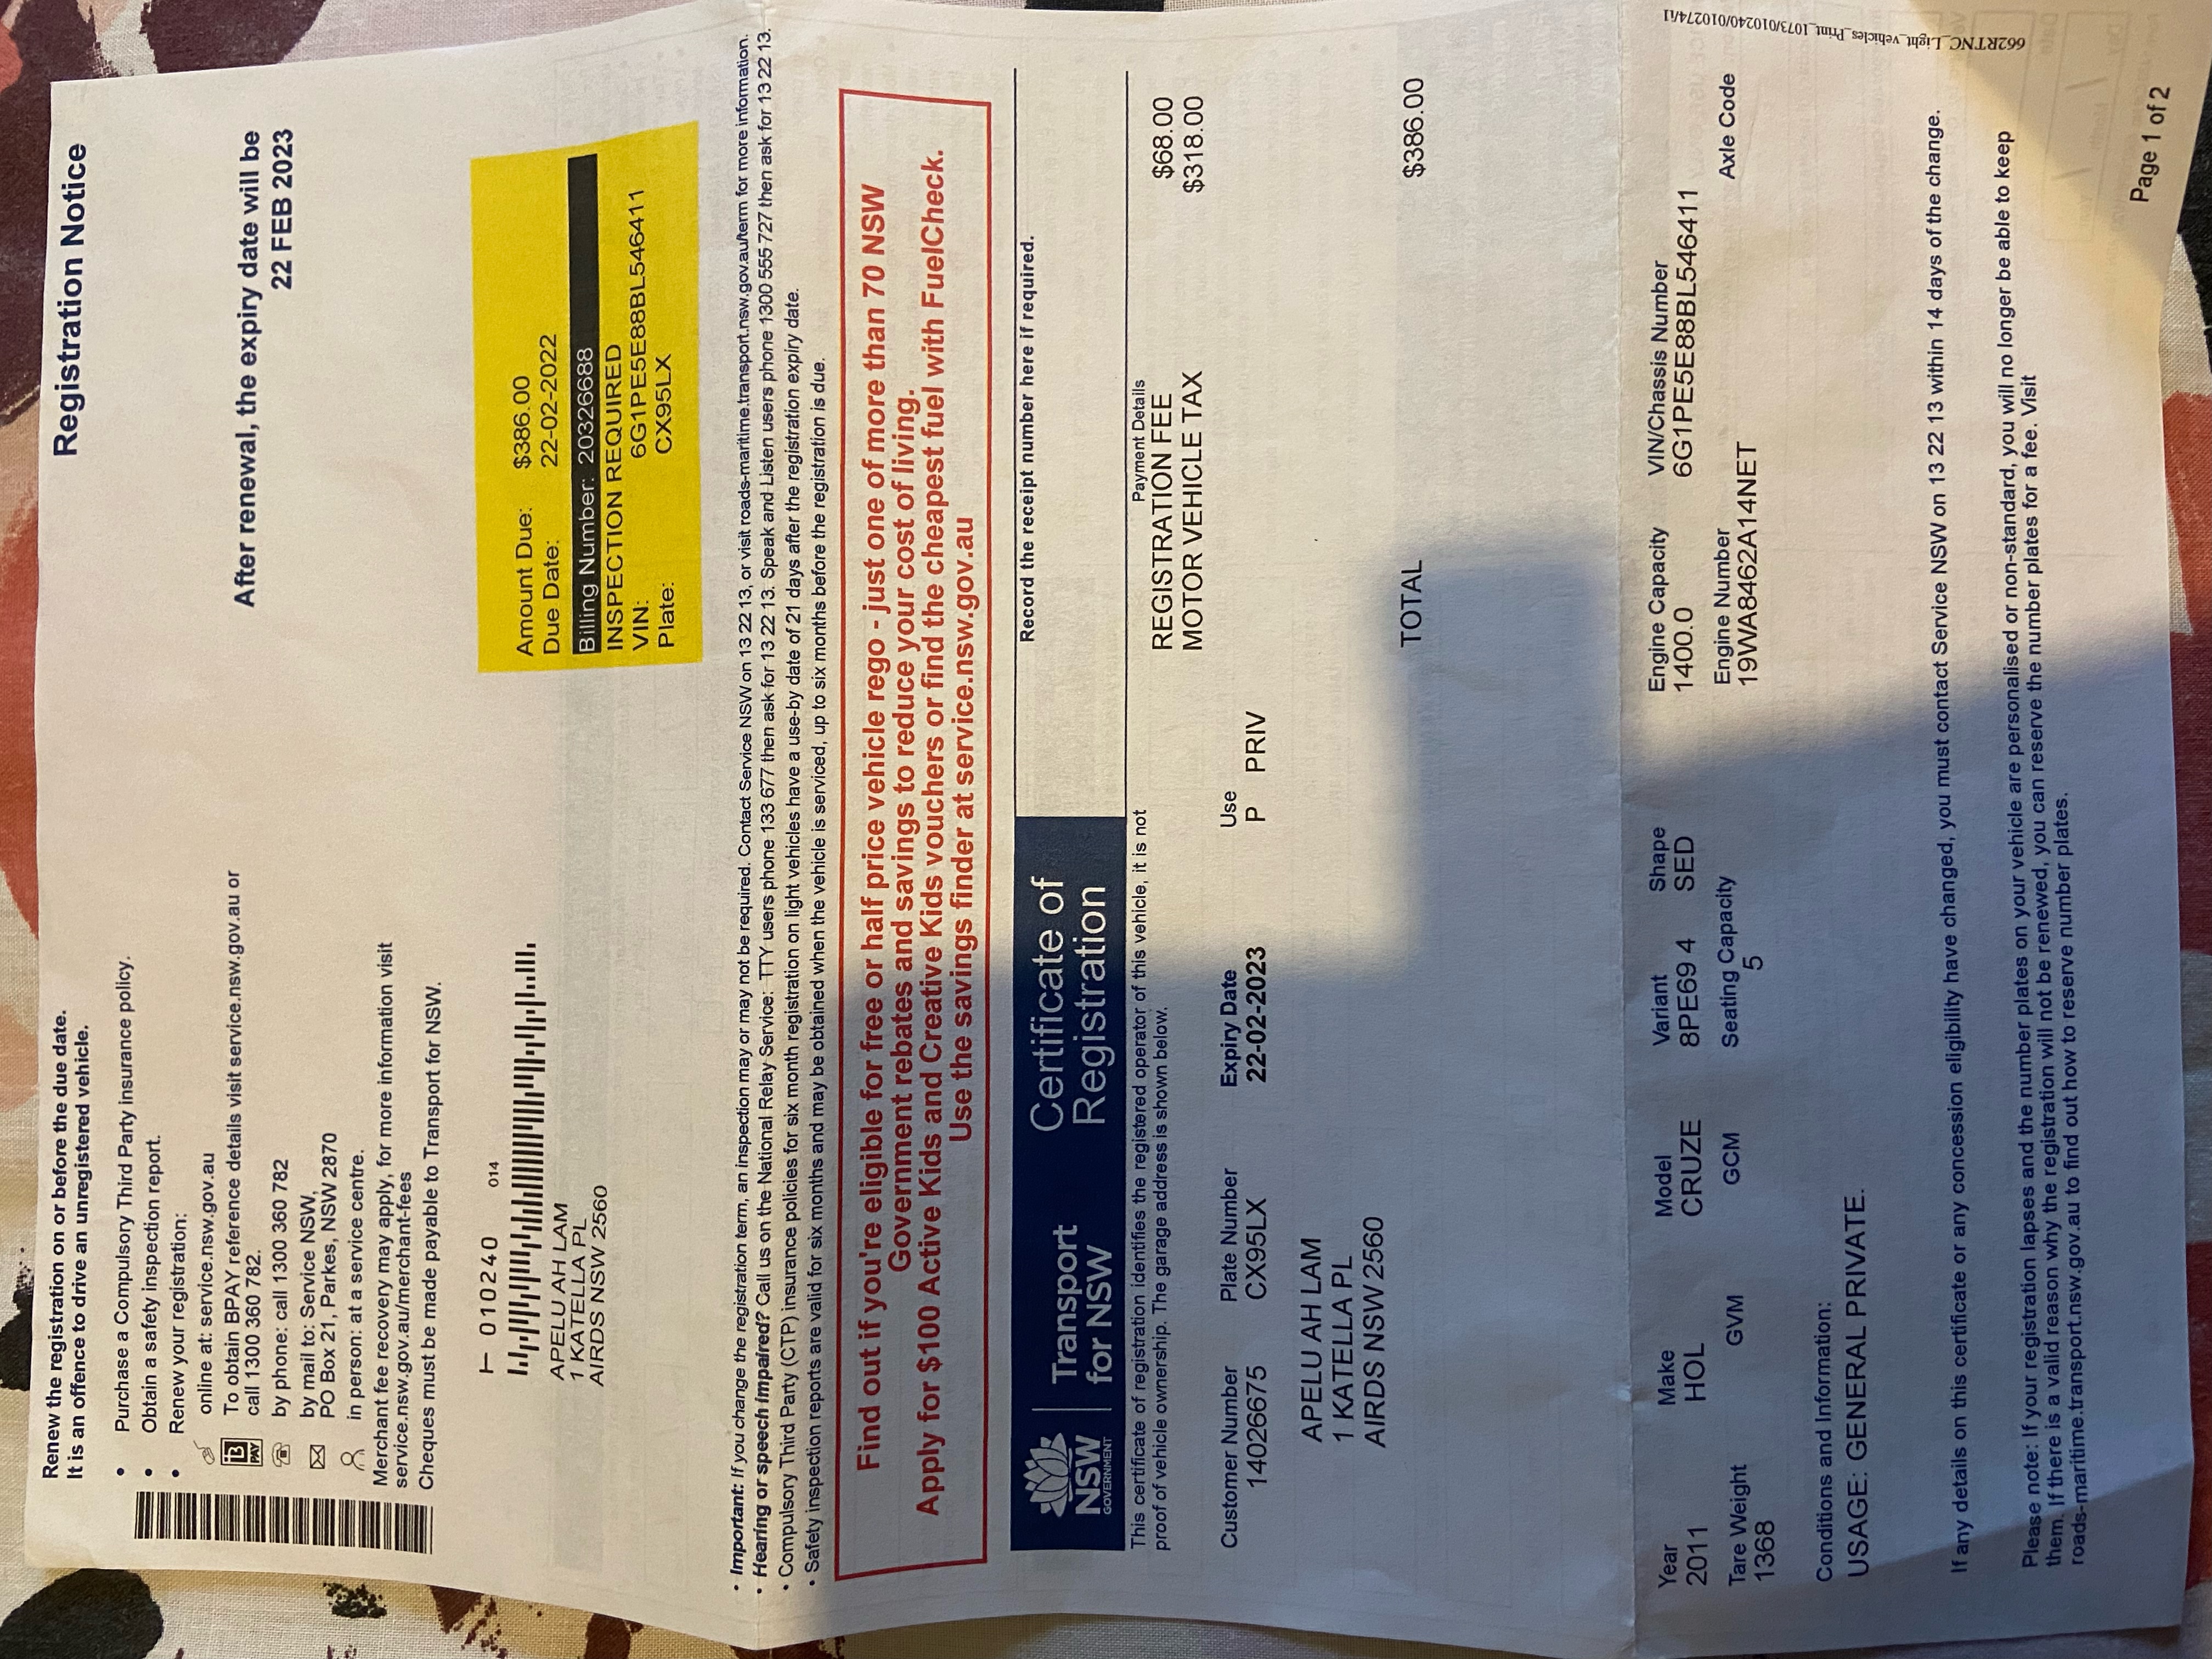 Renew the registration on or before the due date.
It is an offence to drive an unregistered vehicle.
Registration Notice
• Purchase a Compulsory Third Party insurance policy.
• Obtain a safety inspection report.
• Renew your registration:
online at: service.nsw.gov.au
B PAY
To obtain BPAY reference details visit service.nsw.gov.au or
call 1300 360 782.
by phone: call 1300 360 782
by mail to: Service NSW,
PO Box 21, Parkes, NSW 2870
in person: at a service centre.
Merchant fee recovery may apply, for more information visit
service.nsw.gov.au/merchant-fees
Cheques must be made payable to Transport for NSW.
After renewal, the expiry date will be
22 FEB 2023
010240 014
APELU AH LAM
1 KATELLA PL
AIRDS NSW 2560
Amount Due: $386.00
Due Date: 22-02-2022
Billing Number: 20326688
INSPECTION REQUIRED
VIN: 6G1PE5E88BL546411
Plate: CX95LX
• Important: If you change the registration term, an inspection may or may not be required. Contact Service NSW on 13 22 13, or visit roads-maritime.transport.nsw.gov.au/term for more information.
• Hearing or speech impaired? Call us on the National Relay Service: TTY users phone 133 677 then ask for 13 22 13. Speak and Listen users phone 1300 555 727 then ask for 13 22 13.
• Compulsory Third Party (CTP) insurance policies for six month registration on light vehicles have a use-by date of 21 days after the registration expiry date.
• Safety inspection reports are valid for six months and may be obtained when the vehicle is serviced, up to six months before the registration is due.
Find out if you're eligible for free or half price vehicle rego - just one of more than 70 NSW
Government rebates and savings to reduce your cost of living.
Apply for $100 Active Kids and Creative Kids vouchers or find the cheapest fuel with FuelCheck.
Use the savings finder at service.nsw.gov.au
NSW
GOVERNMENT
Transport
for NSW
Certificate of
Registration
Record the receipt number here if required.
This certificate of registration identifies the registered operator of this vehicle, it is not
proof of vehicle ownership. The garage address is shown below.
Payment Details
REGISTRATION FEE $68.00
MOTOR VEHICLE TAX $318.00
Customer Number Plate Number Expiry Date Use
14026675 CX95LX 22-02-2023 P PRIV
APELU AH LAM
1 KATELLA PL
AIRDS NSW 2560
TOTAL $386.00
Year Make Model Variant Shape Engine Capacity VIN/Chassis Number
2011 HOL CRUZE 8PE69 4 SED 1400.0 6G1PE5E88BL546411
Tare Weight GVM GCM Seating Capacity Engine Number Axle Code
1368 5 19WA8462A14NET
Conditions and Information:
USAGE: GENERAL PRIVATE.
If any details on this certificate or any concession eligibility have changed, you must contact Service NSW on 13 22 13 within 14 days of the change.
Please note: If your registration lapses and the number plates on your vehicle are personalised or non-standard, you will no longer be able to keep
them. If there is a valid reason why the registration will not be renewed, you can reserve the number plates for a fee. Visit
roads-maritime.transport.nsw.gov.au to find out how to reserve number plates.
662RTNC_Light_vehicles_Print_1073/010240/010274/i1
Page 1 of 2